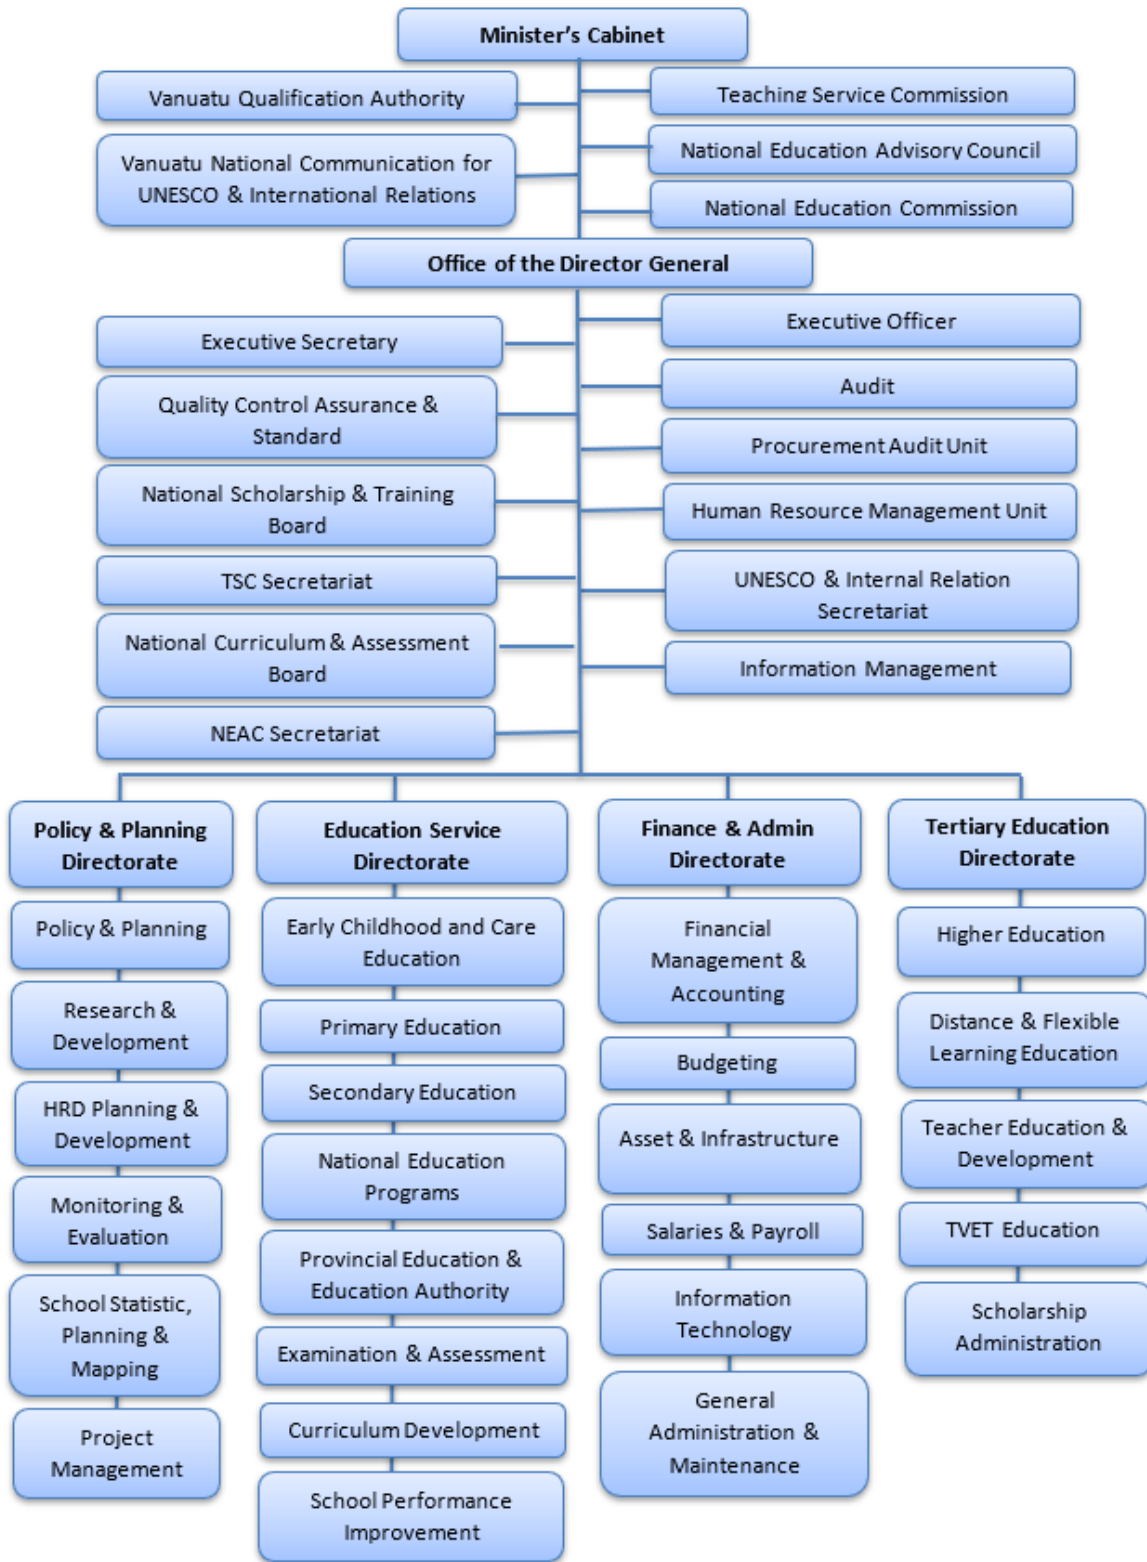 Minister's Cabinet
Vanuatu Qualification Authority
Teaching Service Commission
Vanuatu National Communication for
UNESCO & International Relations
National Education Advisory Council
National Education Commission
Office of the Director General
Executive Secretary
Quality Control Assurance &
Standard
National Scholarship & Training
Board
TSC Secretariat
National Curriculum & Assessment
Board
NEAC Secretariat
Executive Officer
Audit
Procurement Audit Unit
Human Resource Management Unit
UNESCO & Internal Relation
Secretariat
Information Management
Policy & Planning
Directorate
Policy & Planning
Research &
Development
HRD Planning &
Development
Monitoring &
Evaluation
School Statistic,
Planning &
Mapping
Project
Management
Education Service
Directorate
Early Childhood and Care
Education
Primary Education
Secondary Education
National Education
Programs
Provincial Education &
Education Authority
Examination & Assessment
Curriculum Development
School Performance
Improvement
Finance & Admin
Directorate
Financial
Management &
Accounting
Budgeting
Asset & Infrastructure
Salaries & Payroll
Information
Technology
General
Administration &
Maintenance
Tertiary Education
Directorate
Higher Education
Distance & Flexible
Learning Education
Teacher Education &
Development
TVET Education
Scholarship
Administration